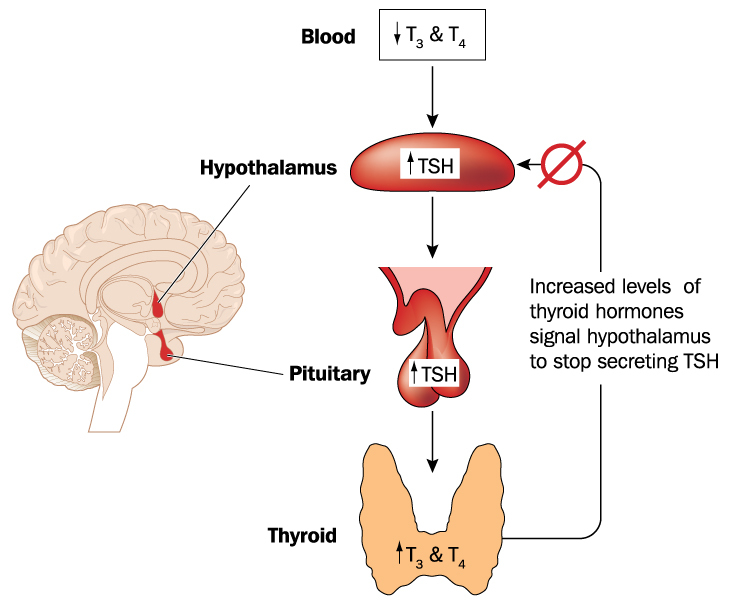 Blood
↓T₃ & T₄
Hypothalamus
↑TSH
Increased levels of
thyroid hormones
signal hypothalamus
to stop secreting TSH
Pituitary
↑TSH
Thyroid
↑T₃ & T₄